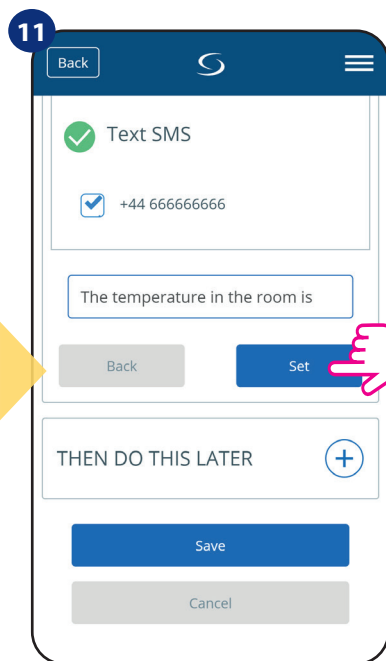 11
Back
Text SMS
+44 666666666
The temperature in the room is
Back Set
THEN DO THIS LATER
Save
Cancel